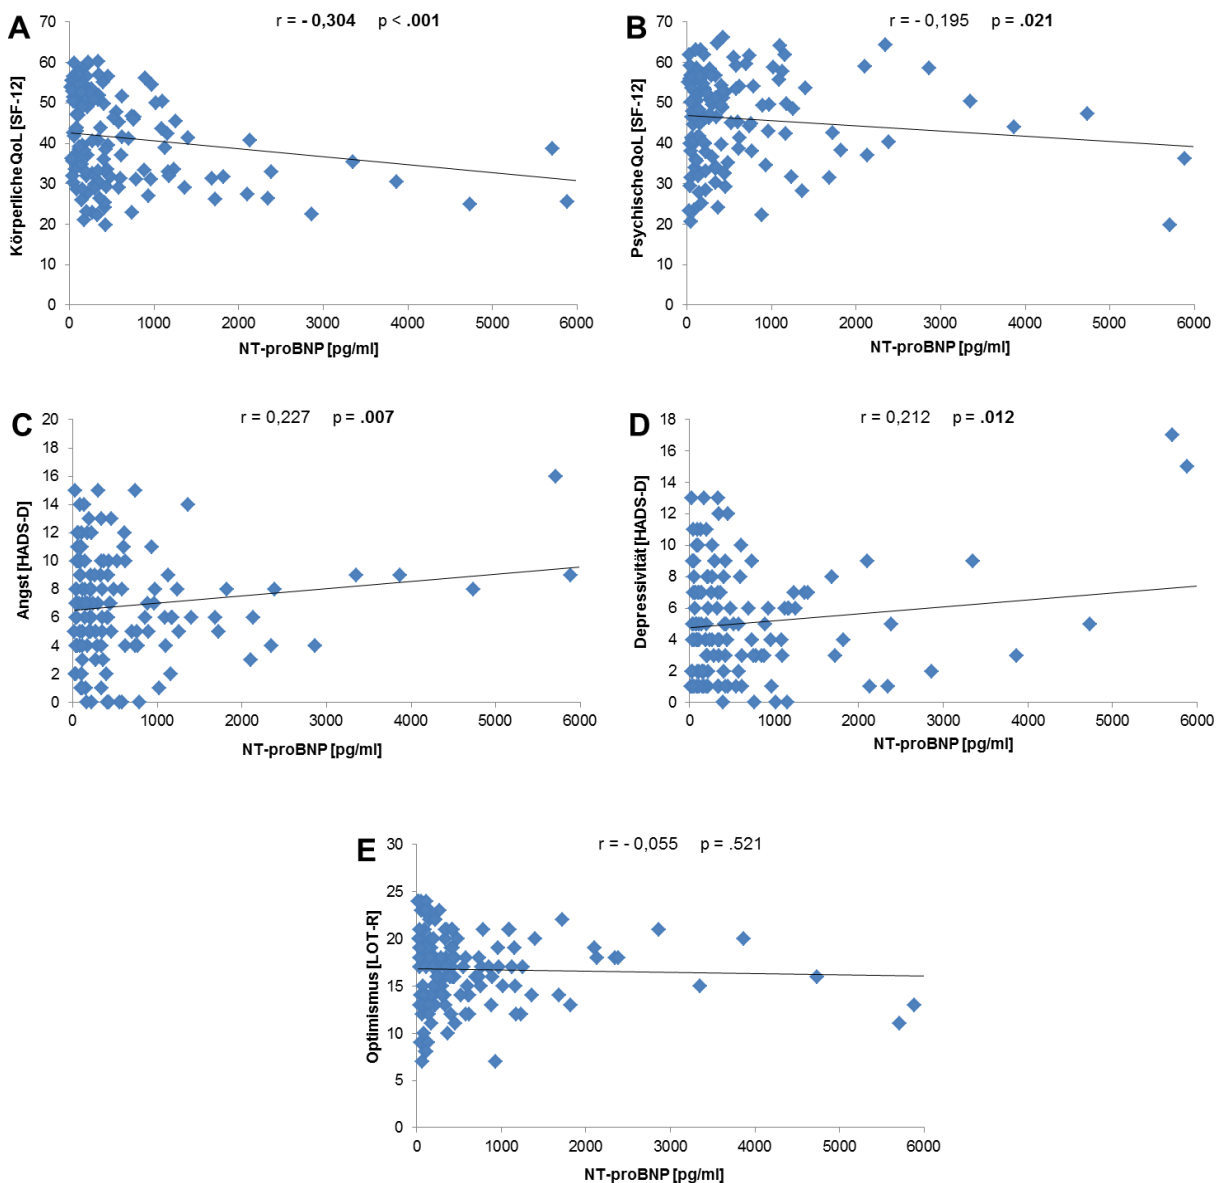 A
r = - 0,304 p < .001
70
60
50
40
30
20
10
0
Körperliche QoL [SF-12]
0 1000 2000 3000 4000 5000 6000
NT-proBNP [pg/ml]
B
r = - 0,195 p = .021
70
60
50
40
30
20
10
0
Psychische QoL [SF-12]
0 1000 2000 3000 4000 5000 6000
NT-proBNP [pg/ml]
C
r = 0,227 p = .007
20
18
16
14
12
10
8
6
4
2
0
Angst [HADS-D]
0 1000 2000 3000 4000 5000 6000
NT-proBNP [pg/ml]
D
r = 0,212 p = .012
18
16
14
12
10
8
6
4
2
0
Depressivität [HADS-D]
0 1000 2000 3000 4000 5000 6000
NT-proBNP [pg/ml]
E
r = - 0,055 p = .521
30
25
20
15
10
5
0
Optimismus [LOT-R]
0 1000 2000 3000 4000 5000 6000
NT-proBNP [pg/ml]